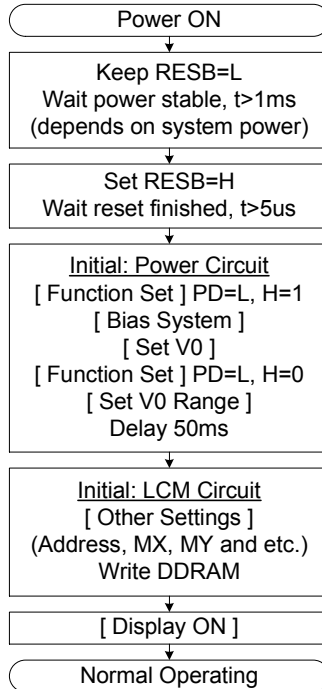 Power ON
Keep RESB=L
Wait power stable, t>1ms
(depends on system power)
Set RESB=H
Wait reset finished, t>5us
Initial: Power Circuit
[ Function Set ] PD=L, H=1
[ Bias System ]
[ Set V0 ]
[ Function Set ] PD=L, H=0
[ Set V0 Range ]
Delay 50ms
Initial: LCM Circuit
[ Other Settings ]
(Address, MX, MY and etc.)
Write DDRAM
[ Display ON ]
Normal Operating